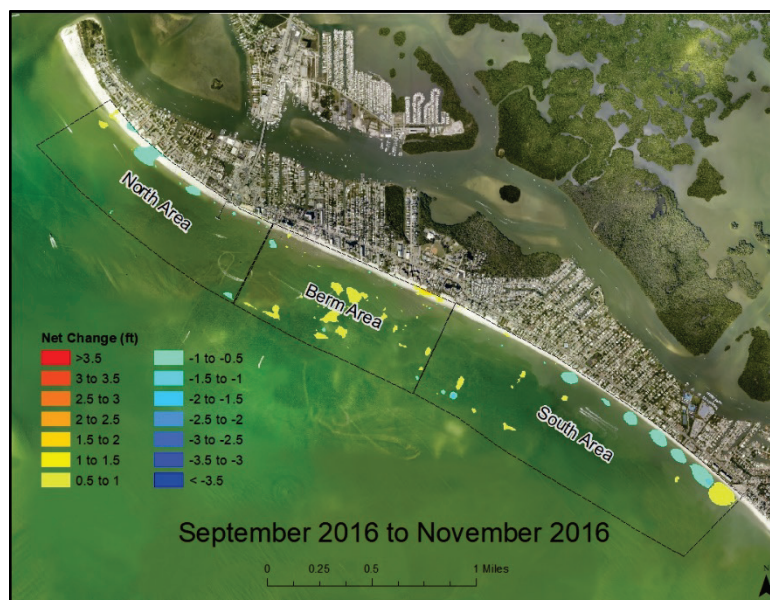 North Area
Berm Area
South Area
Net Change (ft)
>3.5
3 to 3.5
2.5 to 3
2 to 2.5
1.5 to 2
1 to 1.5
0.5 to 1
-1 to -0.5
-1.5 to -1
-2 to -1.5
-2.5 to -2
-3 to -2.5
-3.5 to -3
< -3.5
September 2016 to November 2016
0 0.25 0.5 1 Miles
N